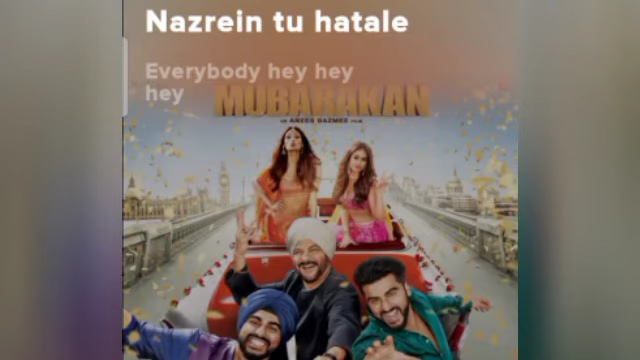 Nazrein tu hatale
Everybody hey hey
hey
MUBARAKAN
AN ANEES BAZMEE FILM